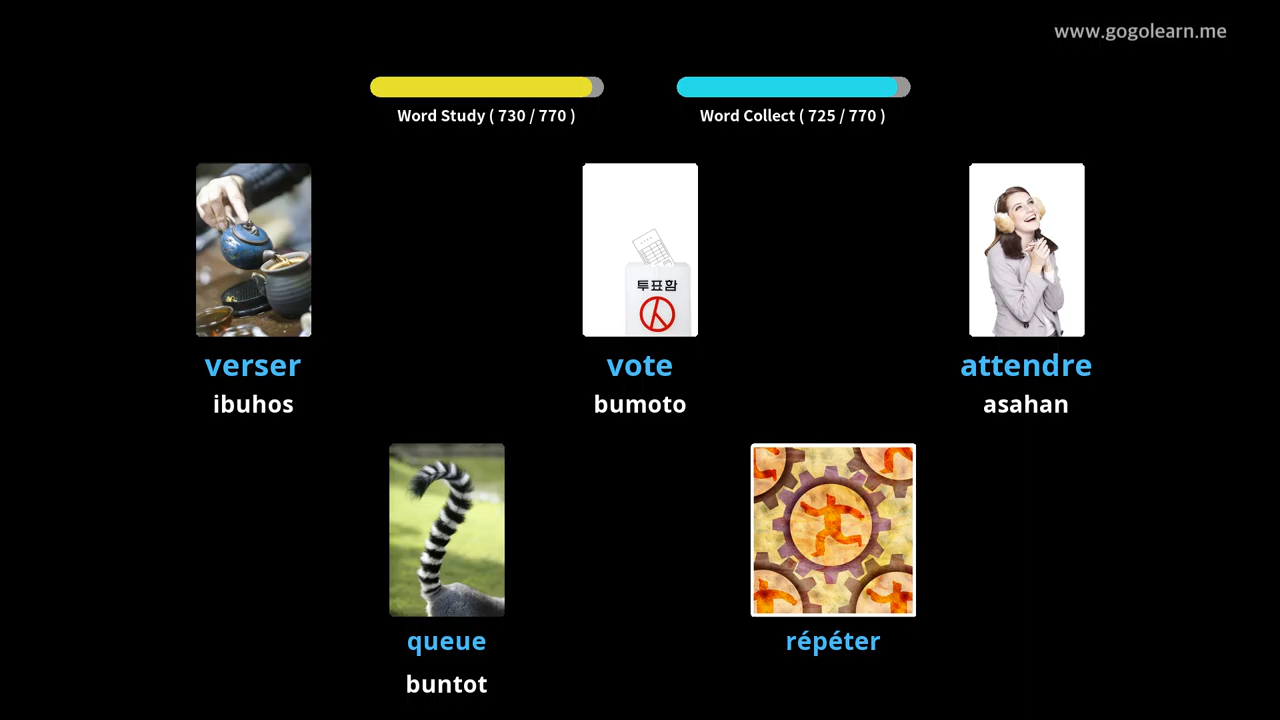 www.gogolearn.me
Word Study ( 730 / 770 )
Word Collect ( 725 / 770 )
투표함
verser
vote
attendre
ibuhos
bumoto
asahan
queue
répéter
buntot